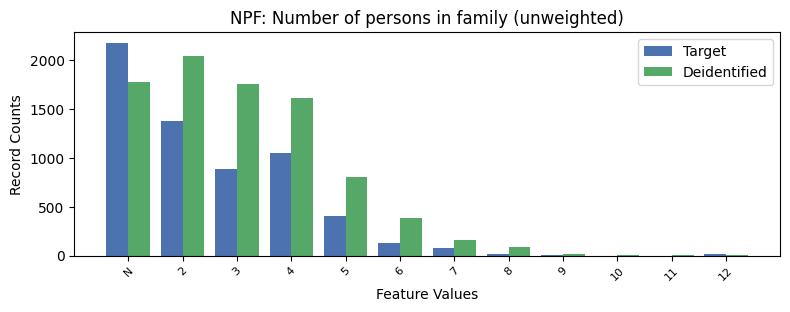 NPF: Number of persons in family (unweighted)
Target
Deidentified
Record Counts
2000
1500
1000
500
0
N 2 3 4 5 6 7 8 9 10 11 12
Feature Values